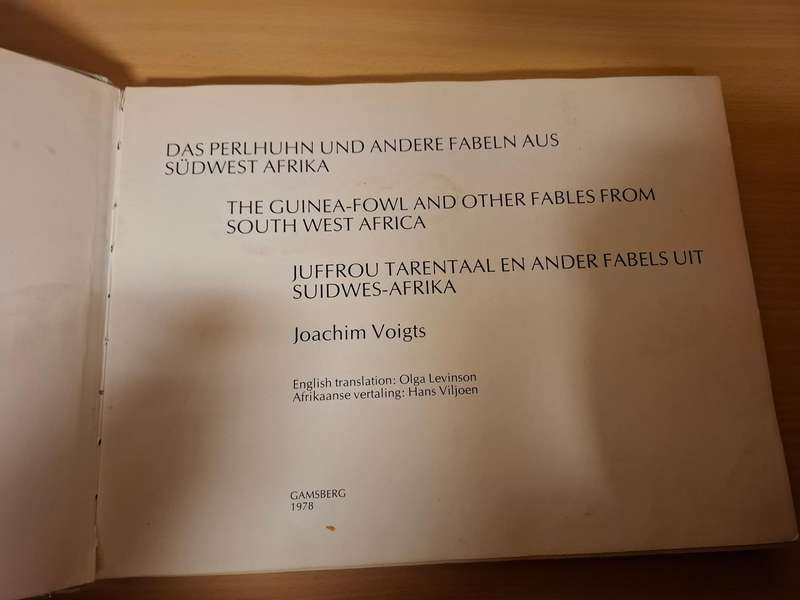 DAS PERLHUHN UND ANDERE FABELN AUS
SÜDWEST AFRIKA
THE GUINEA-FOWL AND OTHER FABLES FROM
SOUTH WEST AFRICA
JUFFROU TARENTAAL EN ANDER FABELS UIT
SUIDWES-AFRIKA
Joachim Voigts
English translation: Olga Levinson
Afrikaanse vertaling: Hans Viljoen
GAMSBERG
1978